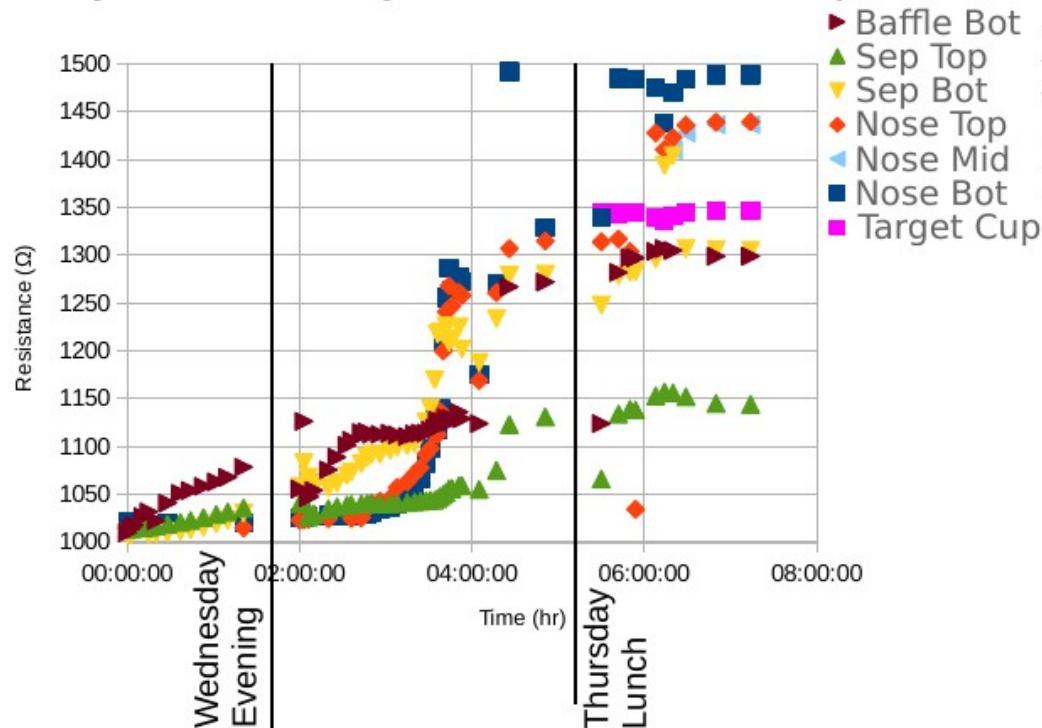 Baffle Bot
Sep Top
Sep Bot
Nose Top
Nose Mid
Nose Bot
Target Cup
1500
1450
1400
1350
1300
1250
1200
1150
1100
1050
1000
Resistance (Ω)
00:00:00
02:00:00
04:00:00
06:00:00
08:00:00
Time (hr)
Wednesday
Evening
Thursday
Lunch